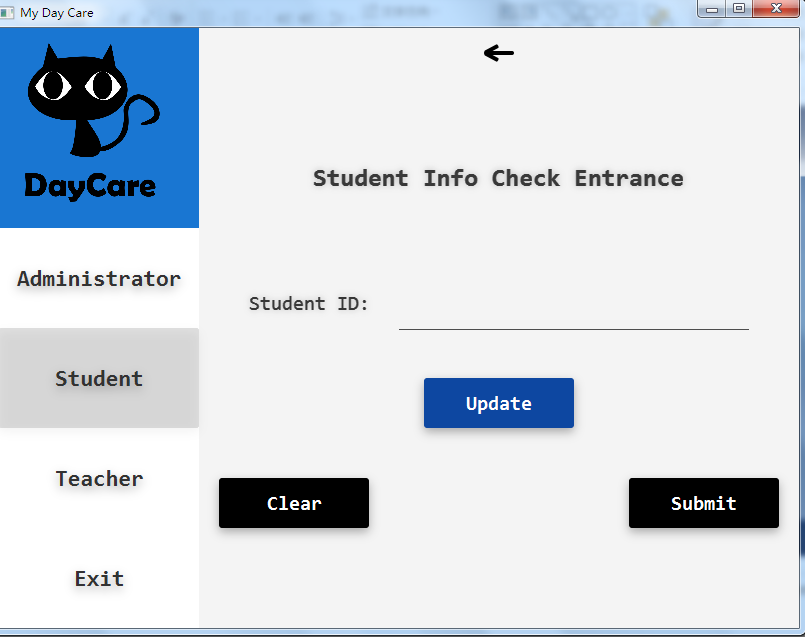 My Day Care
DayCare
Administrator
Student
Teacher
Exit
Student Info Check Entrance
Student ID:
Update
Clear
Submit